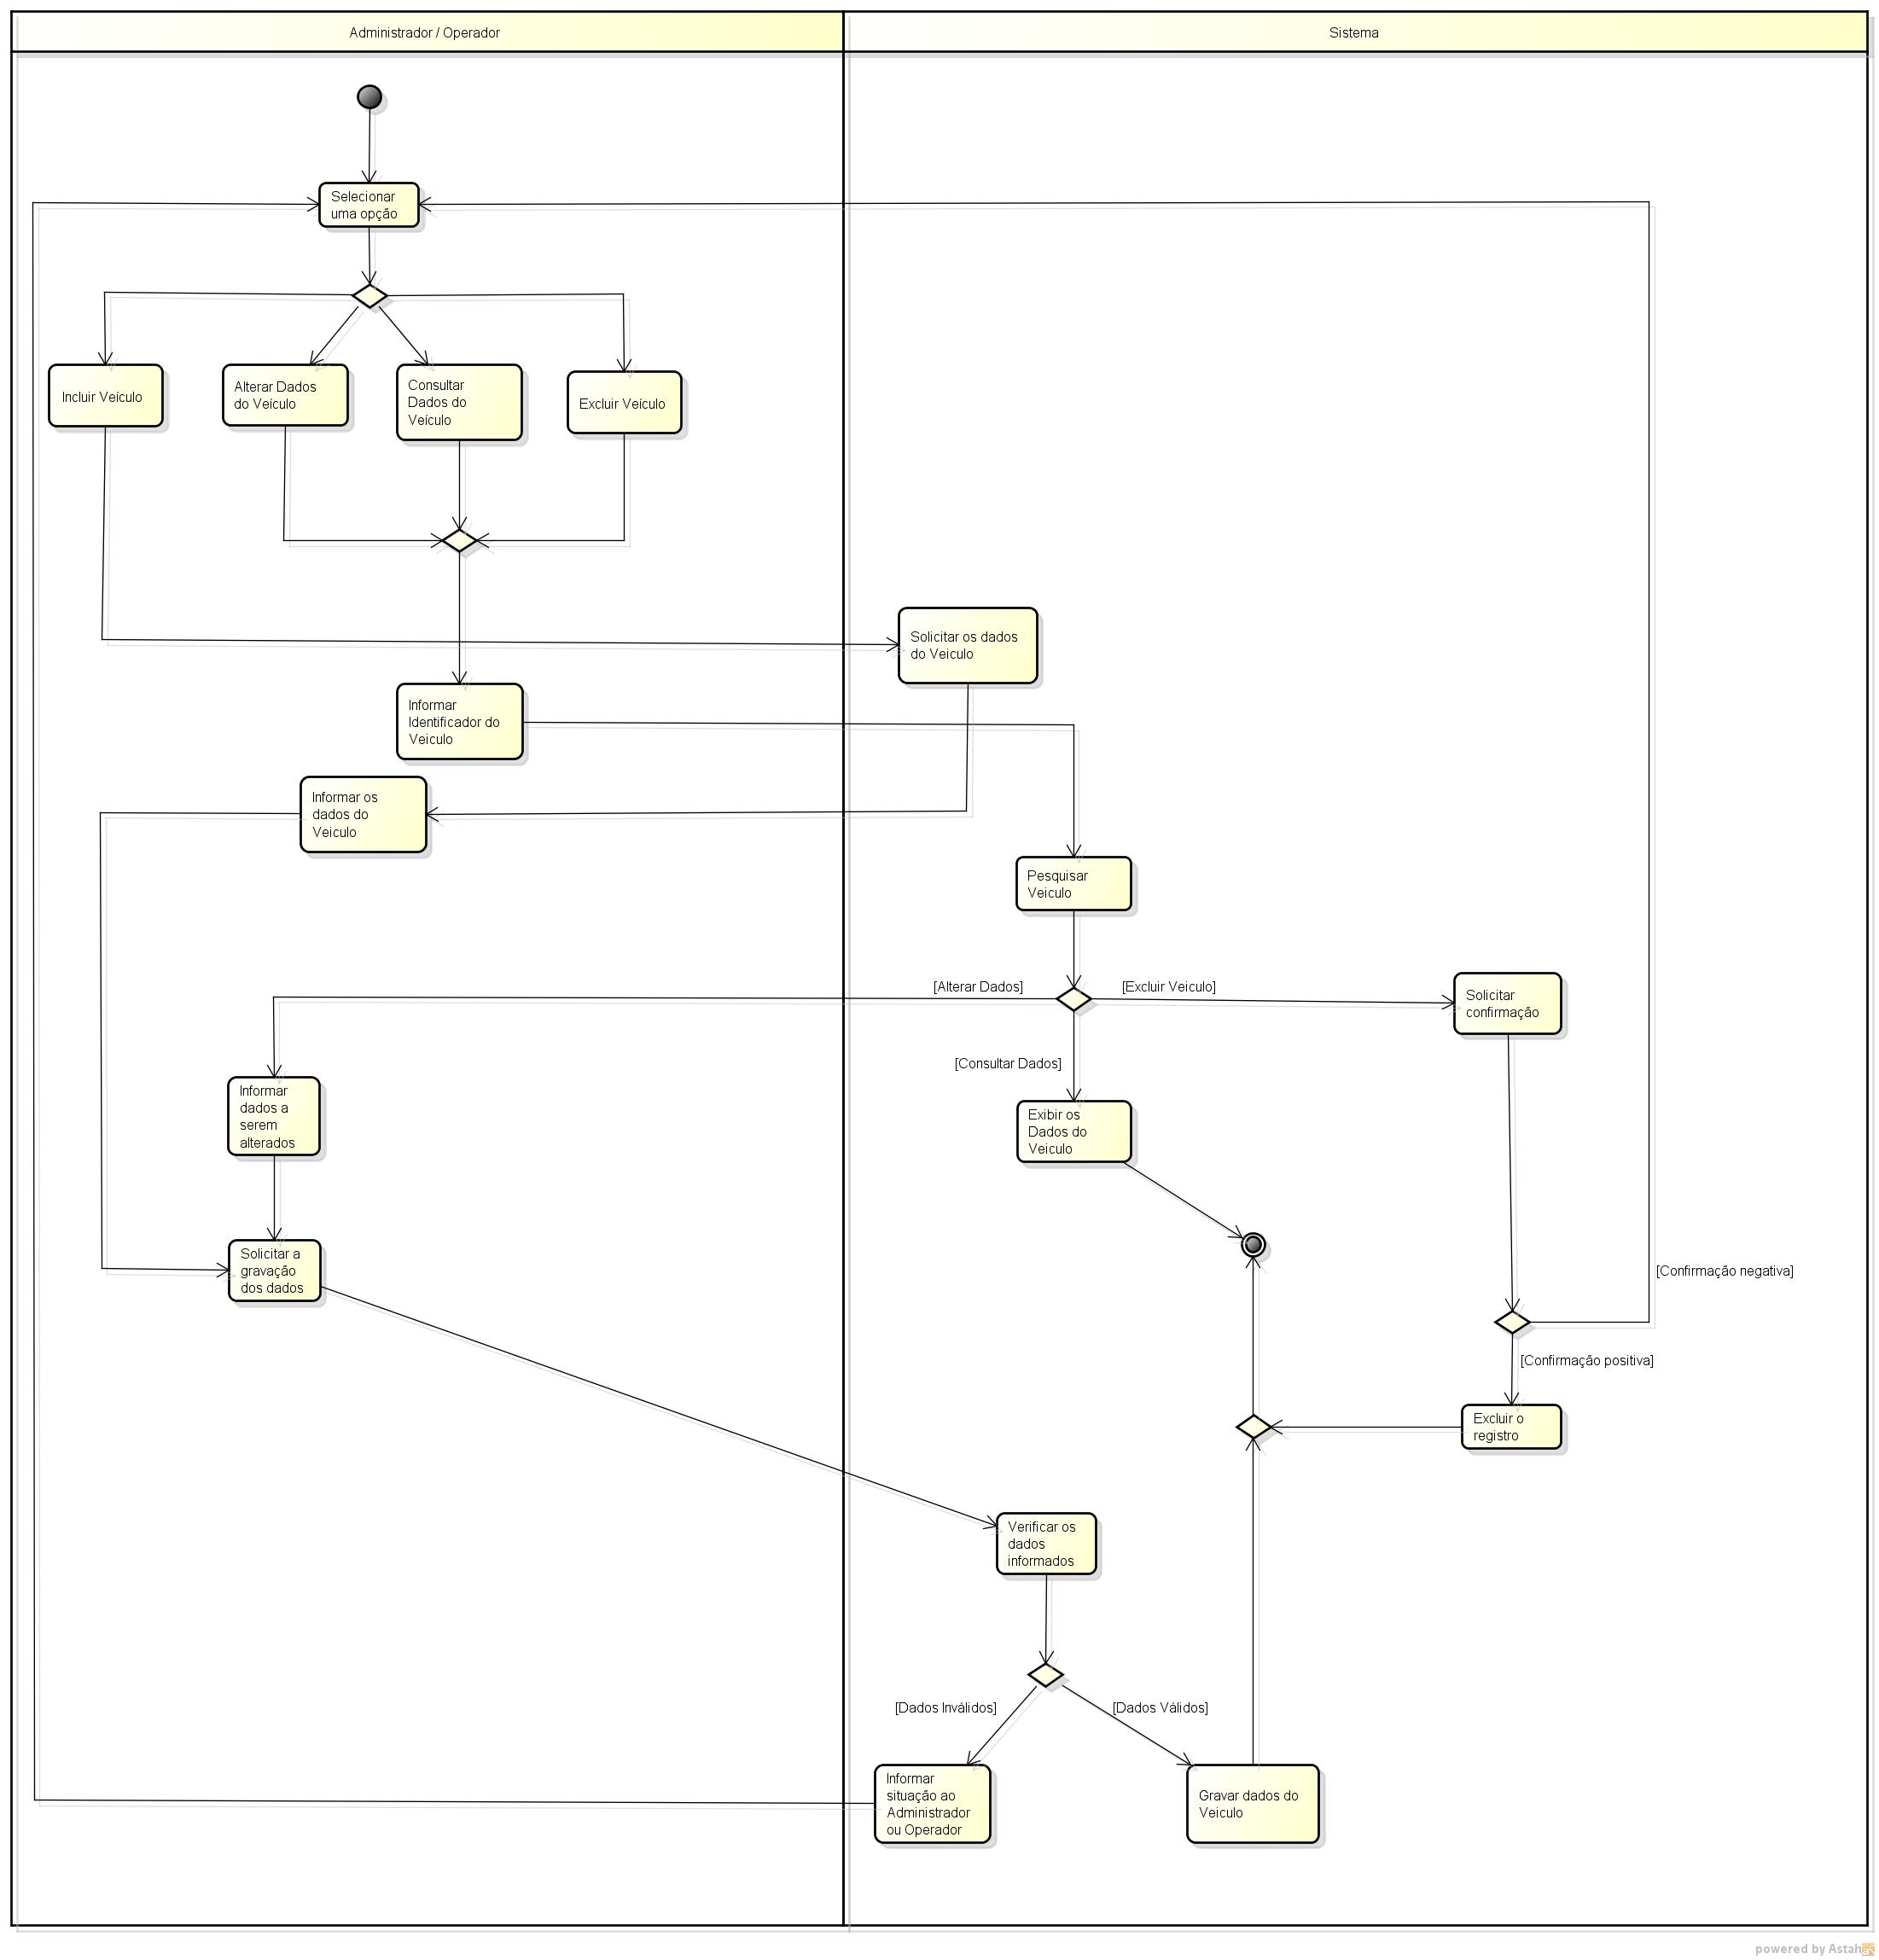 Administrador / Operador
Sistema
Selecionar
uma opção
Incluir Veículo
Alterar Dados
do Veículo
Consultar
Dados do
Veículo
Excluir Veículo
Solicitar os dados
do Veiculo
Informar
Identificador do
Veiculo
Informar os
dados do
Veiculo
Pesquisar
Veiculo
[Alterar Dados]
[Excluir Veiculo]
Solicitar
confirmação
[Consultar Dados]
Informar
dados a
serem
alterados
Exibir os
Dados do
Veiculo
Solicitar a
gravação
dos dados
[Confirmação negativa]
[Confirmação positiva]
Excluir o
registro
Verificar os
dados
informados
[Dados Inválidos]
[Dados Válidos]
Informar
situação ao
Administrador
ou Operador
Gravar dados do
Veiculo
powered by Astah